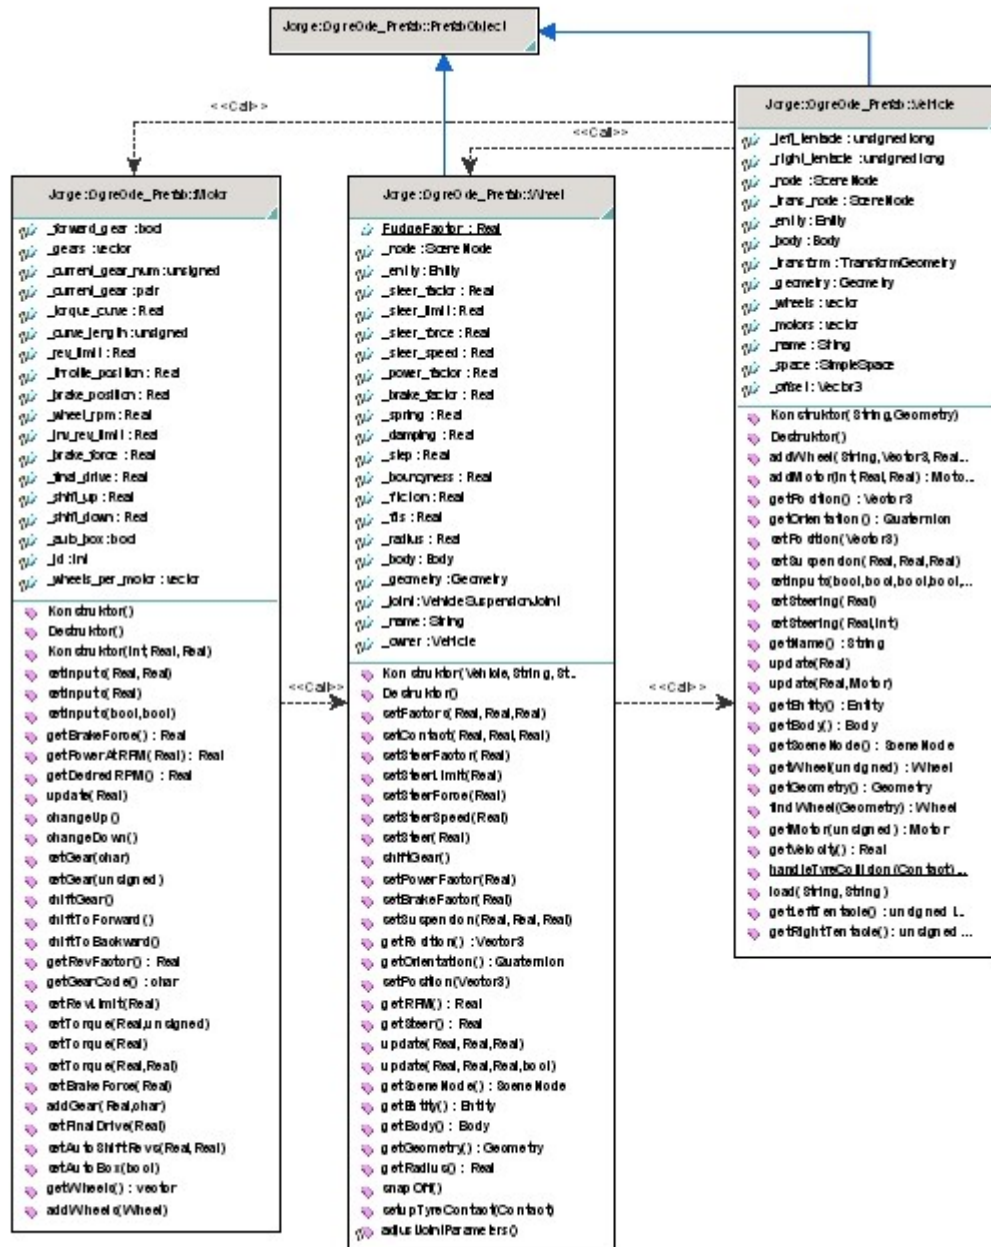 Jorge::OgreOde_Prefab::PrefabObject
<<Call>>
<<Call>>
Jorge::OgreOde_Prefab::Vehicle
_left_tentacle : unsigned long
_right_tentacle : unsigned long
_node : SceneNode
_trans_node : SceneNode
_entity : Entity
_body : Body
_transform : TransformGeometry
_geometry : Geometry
_wheels : vector
_motors : vector
_name : String
_space : SimpleSpace
_offset : Vector3
Konstruktor( String,Geometry)
Destruktor()
addWheel( String,Vector3, Real...
addMotor(int, Real, Real) : Moto...
getPosition() : Vector3
getOrientation() : Quaternion
setPosition(Vector3)
setSuspension( Real, Real,Real)
setInputs(bool,bool,bool,bool,...
setSteering( Real)
setSteering( Real,int)
getName() : String
update(Real)
update(Real,Motor)
getEntity() : Entity
getBody() : Body
getSceneNode() : SceneNode
getWheel(unsigned) : Wheel
getGeometry() : Geometry
findWheel(Geometry) : Wheel
getMotor(unsigned) : Motor
getVelocity() : Real
handleTyreCollision(Contact)...
load( String, String )
getLeftTentacle() : unsigned l...
getRightTentacle() : unsigned ...
Jorge::OgreOde_Prefab::Motor
_forward_gear : bool
_gears : vector
_current_gear_num : unsigned
_current_gear : pair
_torque_curve : Real
_curve_length : unsigned
_rev_limit : Real
_throttle_position : Real
_brake_position : Real
_wheel_rpm : Real
_inv_rev_limit : Real
_brake_force : Real
_final_drive : Real
_shift_up : Real
_shift_down : Real
_auto_box : bool
_id : int
_wheels_per_motor : vector
Konstruktor()
Destruktor()
Konstruktor(int, Real, Real)
setInputs( Real, Real)
setInputs( Real)
setInputs(bool,bool)
getBrakeForce() : Real
getPowerAtRPM( Real) : Real
getDesiredRPM() : Real
update( Real)
changeUp()
changeDown()
setGear(char)
setGear(unsigned)
shiftGear()
shiftToForward()
shiftToBackward()
getRevFactor() : Real
getGearCode() : char
setRevLimit(Real)
setTorque(Real,unsigned)
setTorque(Real)
setTorque(Real,Real)
setBrakeForce(Real)
addGear( Real,char)
setFinalDrive(Real)
setAutoShiftRevs(Real, Real)
setAutoBox(bool)
getWheels() : vector
addWheels(Wheel)
<<Call>>
Jorge::OgreOde_Prefab::Wheel
FudgeFactor : Real
_node : SceneNode
_entity : Entity
_steer_factor : Real
_steer_limit : Real
_steer_force : Real
_steer_speed : Real
_power_factor : Real
_brake_factor : Real
_spring : Real
_damping : Real
_step : Real
_bouncyness : Real
_friction : Real
_fds : Real
_radius : Real
_body : Body
_geometry : Geometry
_joint : VehicleSuspensionJoint
_name : String
_owner : Vehicle
Konstruktor(Vehicle, String, St...
Destruktor()
setFactors( Real, Real, Real)
setContact( Real, Real, Real)
setSteerFactor( Real)
setSteerLimit(Real)
setSteerForce(Real)
setSteerSpeed(Real)
setSteer( Real)
shiftGear()
setPowerFactor(Real)
setBrakeFactor( Real)
setSuspension( Real, Real, Real)
getPosition() : Vector3
getOrientation() : Quaternion
setPosition(Vector3)
getRPM() : Real
getSteer() : Real
update( Real, Real, Real)
update( Real, Real, Real,bool)
getSceneNode() : SceneNode
getEntity() : Entity
getBody() : Body
getGeometry() : Geometry
getRadius() : Real
snapOff()
setupTyreContact(Contact)
adjustJointParameters()
<<Call>>